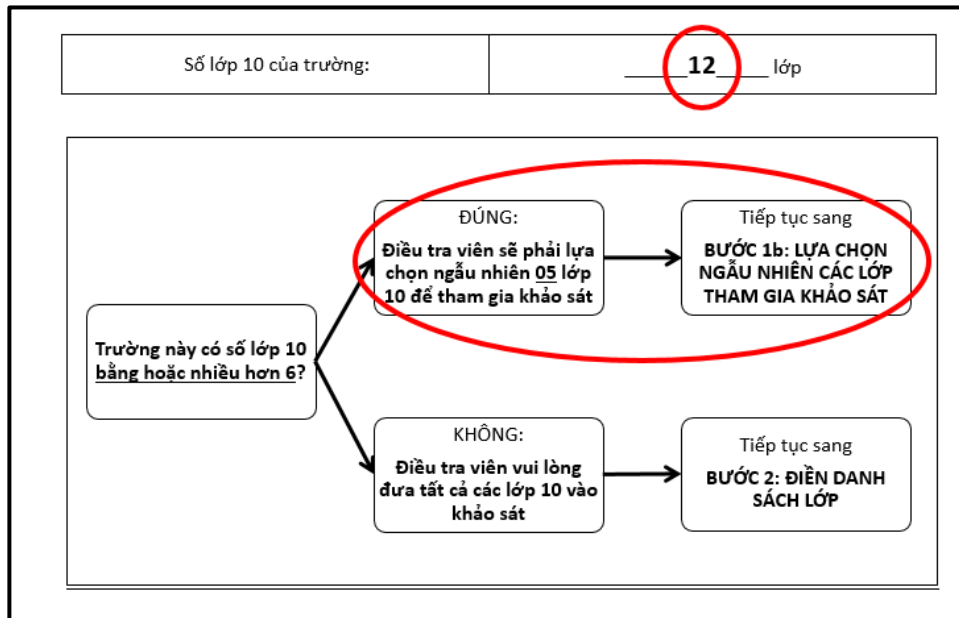 Số lớp 10 của trường:
______12_____ lớp
ĐÚNG:
Điều tra viên sẽ phải lựa
chọn ngẫu nhiên 05 lớp
10 để tham gia khảo sát
Tiếp tục sang
BƯỚC 1b: LỰA CHỌN
NGẪU NHIÊN CÁC LỚP
THAM GIA KHẢO SÁT
Trường này có số lớp 10
bằng hoặc nhiều hơn 6?
KHÔNG:
Điều tra viên vui lòng
đưa tất cả các lớp 10 vào
khảo sát
Tiếp tục sang
BƯỚC 2: ĐIỀN DANH
SÁCH LỚP